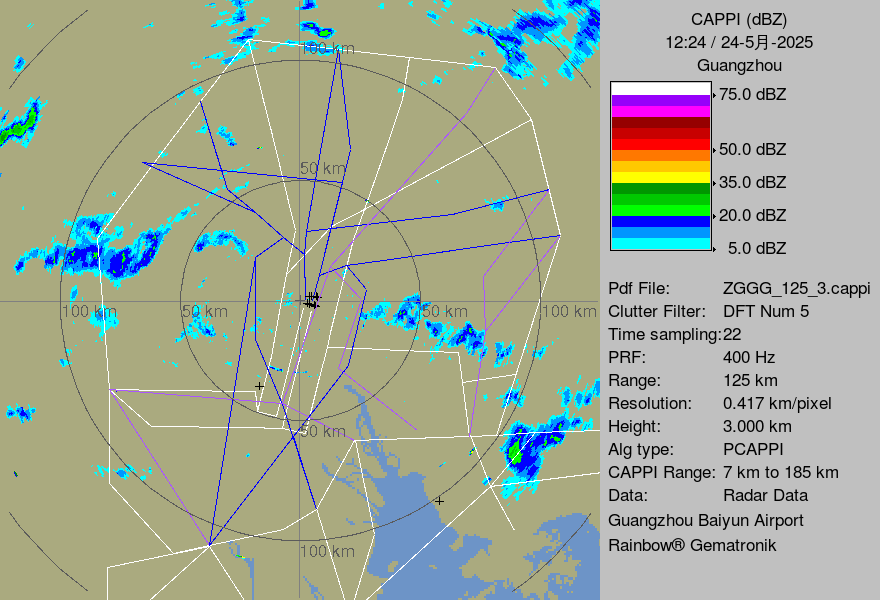 100 km
50 km
100 km
50 km
50 km
100 km
50 km
100 km
CAPPI (dBZ)
12:24 / 24-5月-2025
Guangzhou
75.0 dBZ
50.0 dBZ
35.0 dBZ
20.0 dBZ
5.0 dBZ
Pdf File: ZGGG_125_3.cappi
Clutter Filter: DFT Num 5
Time sampling:22
PRF: 400 Hz
Range: 125 km
Resolution: 0.417 km/pixel
Height: 3.000 km
Alg type: PCAPPI
CAPPI Range: 7 km to 185 km
Data: Radar Data
Guangzhou Baiyun Airport
Rainbow® Gematronik